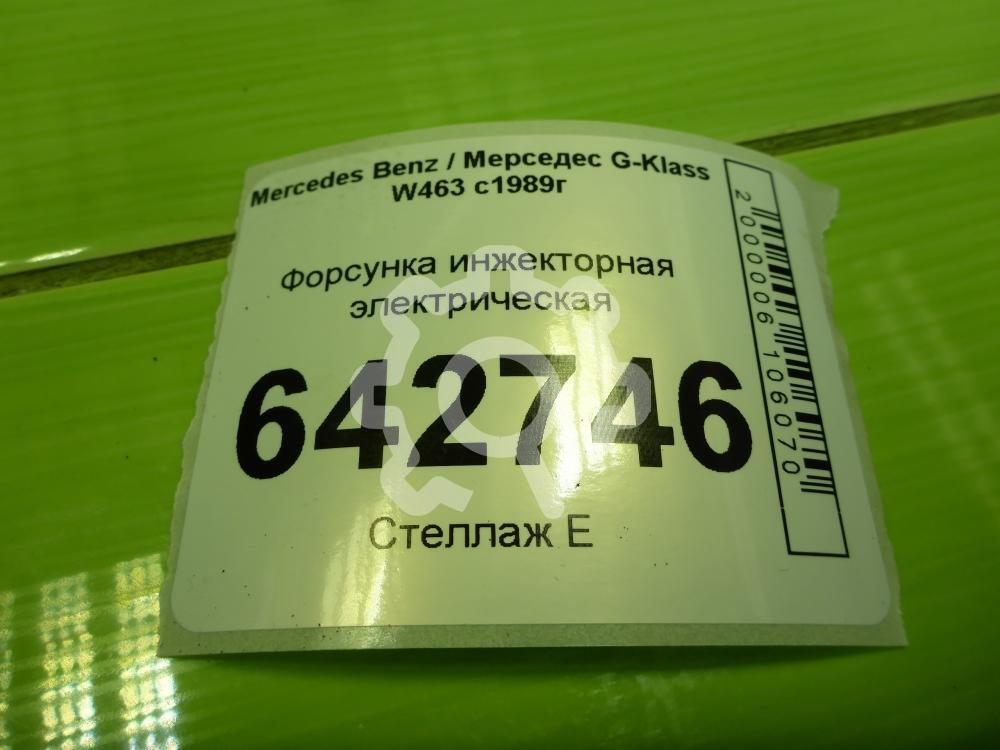 Mercedes Benz / Мерседес G-Klass
W463 с1989г
Форсунка инжекторная
электрическая
642746
Стеллаж Е
2000006106070